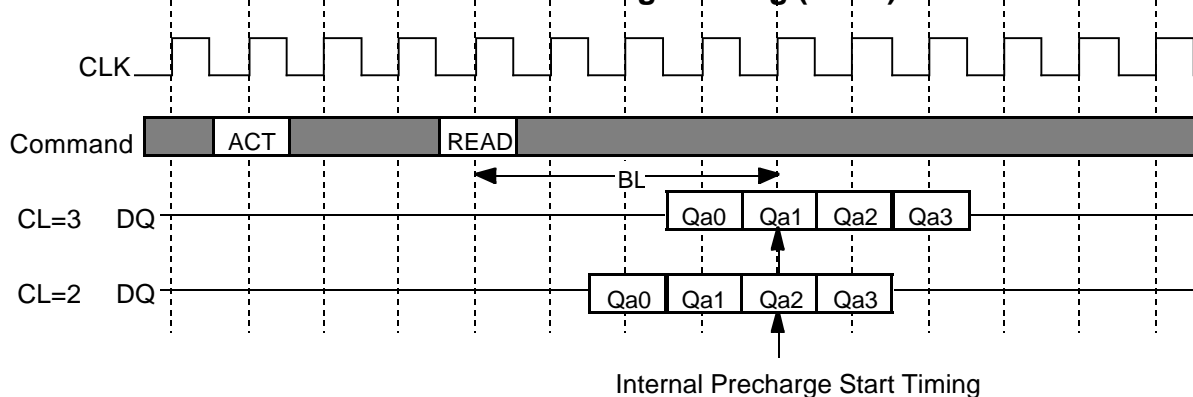 CLK
Command ACT READ
BL
CL=3 DQ Qa0 Qa1 Qa2 Qa3
CL=2 DQ Qa0 Qa1 Qa2 Qa3
Internal Precharge Start Timing